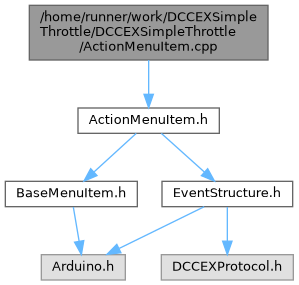 /home/runner/work/DCCEXSimple
Throttle/DCCEXSimpleThrottle
/ActionMenuItem.cpp
ActionMenuItem.h
BaseMenuItem.h
EventStructure.h
Arduino.h
DCCEXProtocol.h